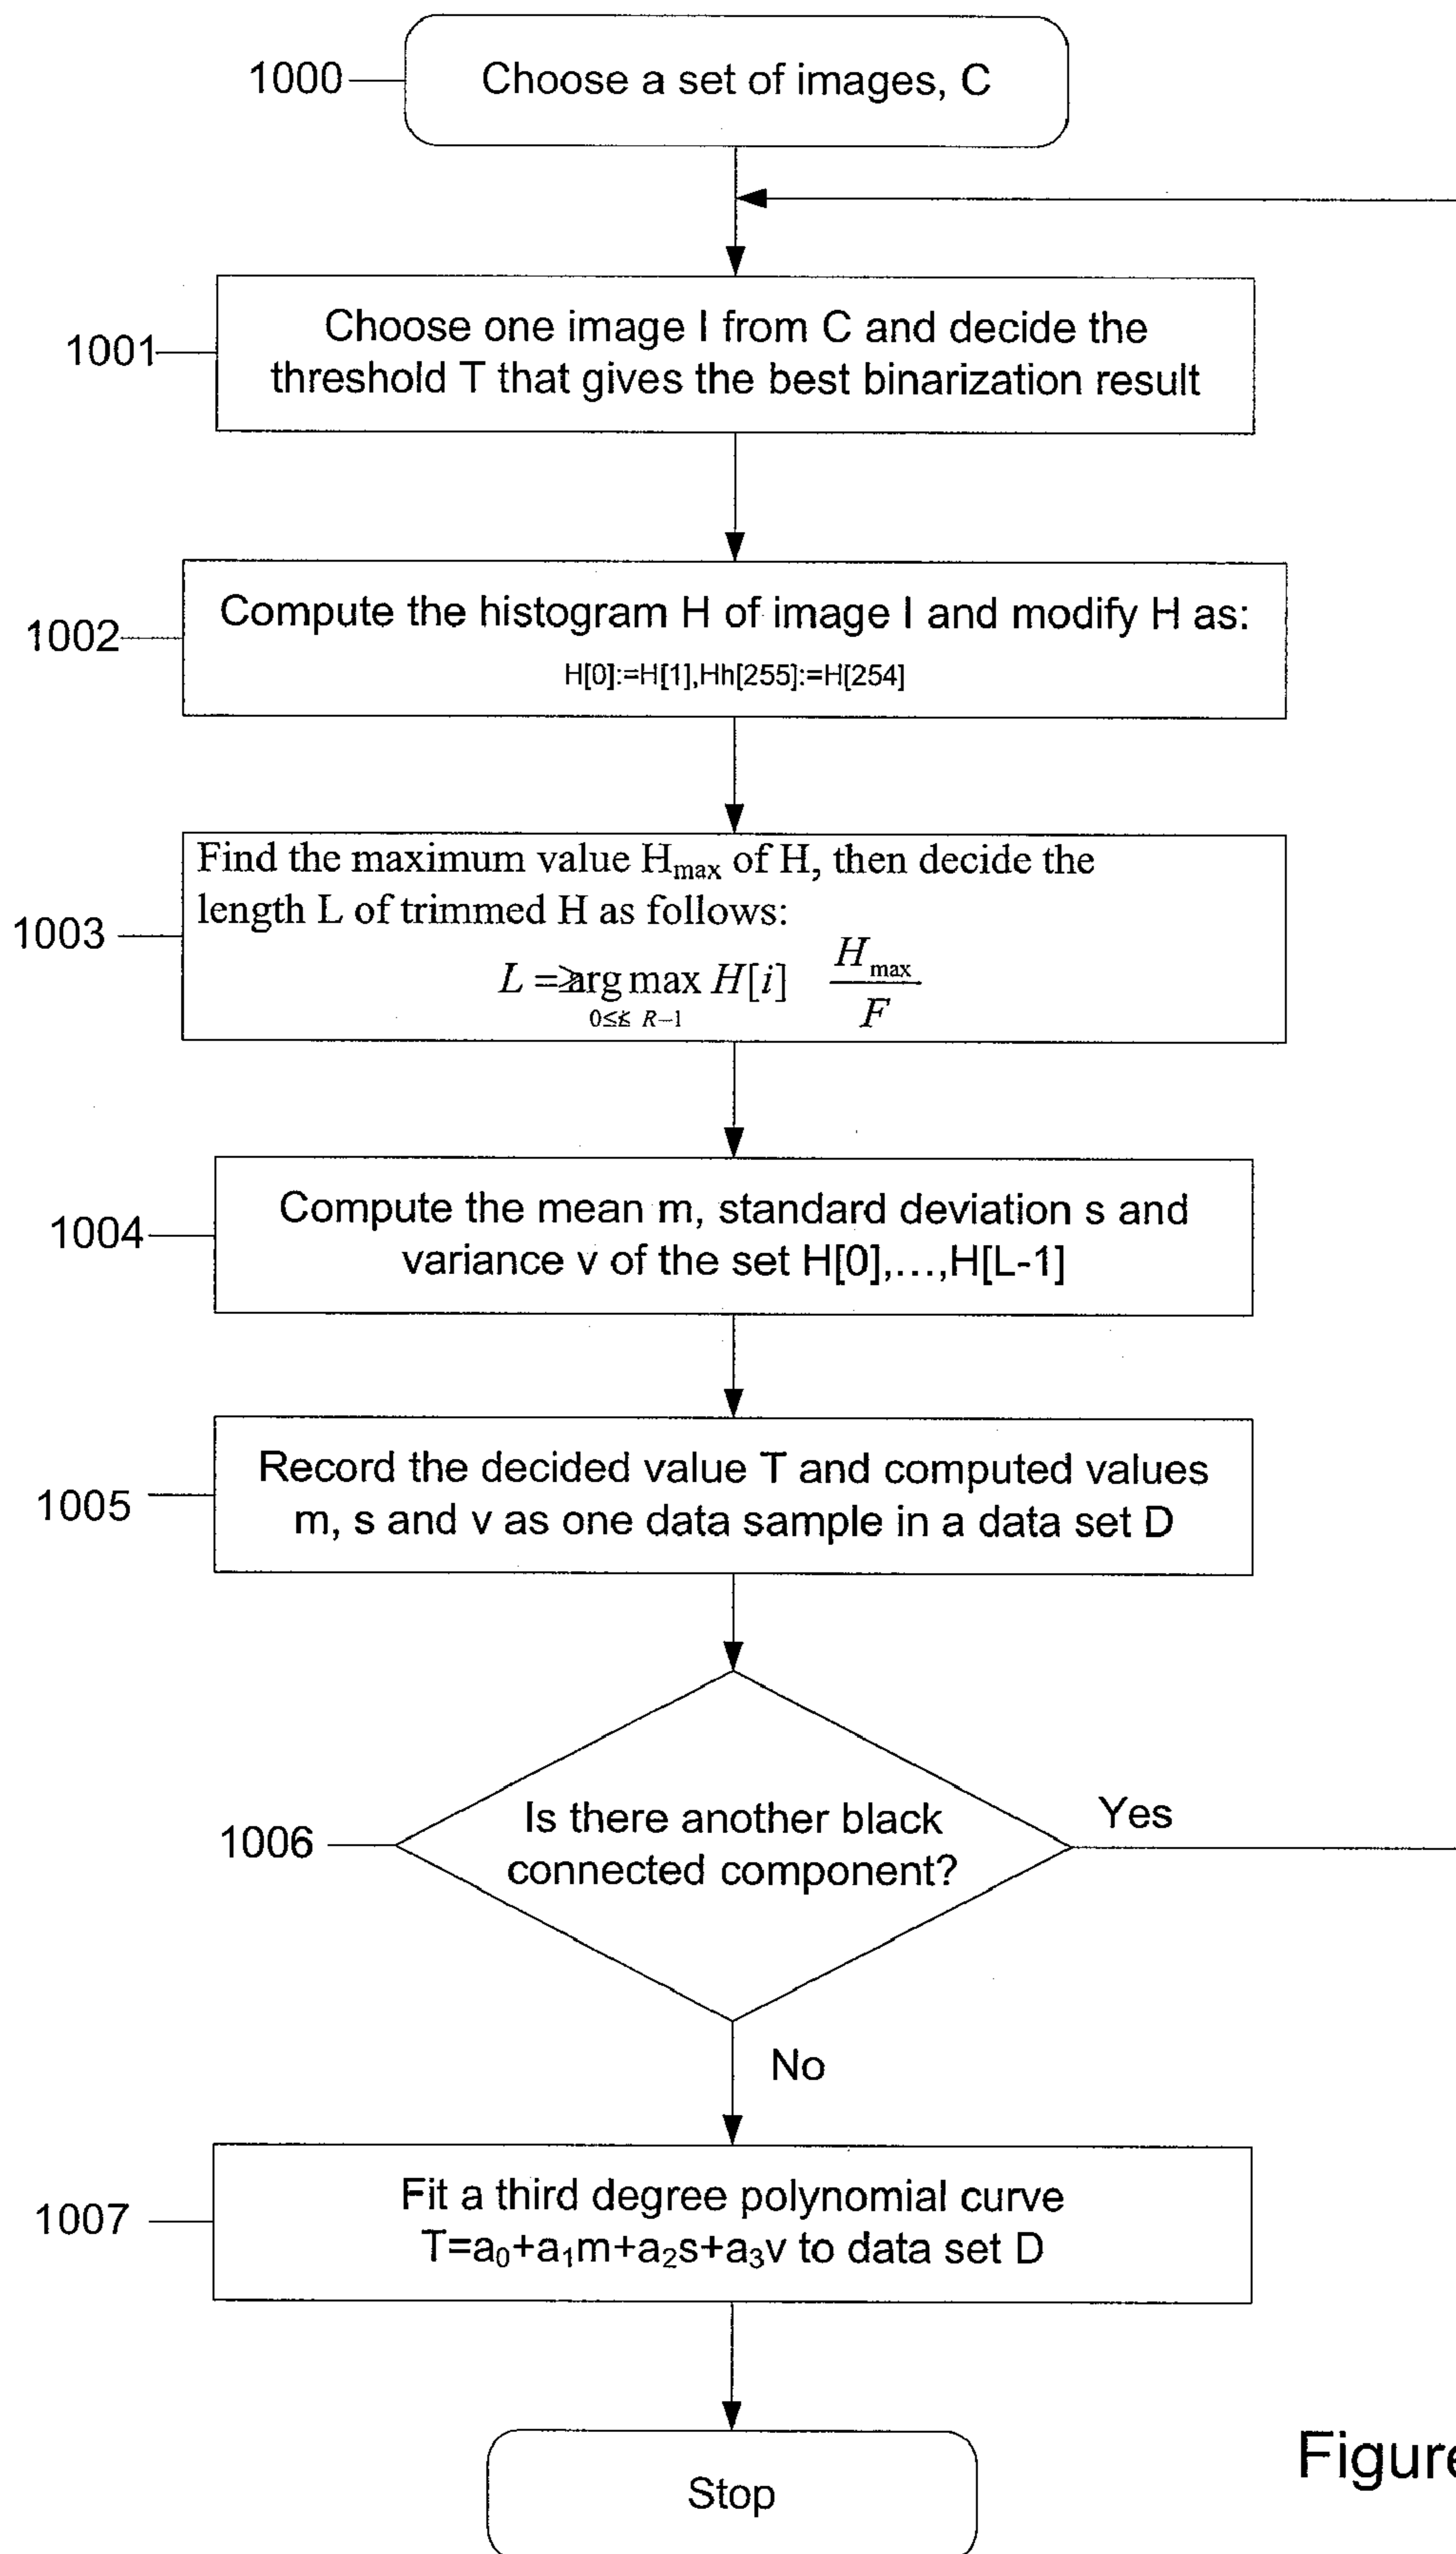 1000
Choose a set of images, C
1001
Choose one image I from C and decide the
threshold T that gives the best binarization result
1002
Compute the histogram H of image I and modify H as:
H[0]:=H[1],Hh[255]:=H[254]
1003
Find the maximum value Hmax of H, then decide the
length L of trimmed H as follows:
L = ≥ arg max H[i] Hmax / F
0≤i≤ R−1
1004
Compute the mean m, standard deviation s and
variance v of the set H[0],...,H[L-1]
1005
Record the decided value T and computed values
m, s and v as one data sample in a data set D
1006
Is there another black
connected component?
Yes
No
1007
Fit a third degree polynomial curve
T=a₀+a₁m+a₂s+a₃v to data set D
Stop
Figure